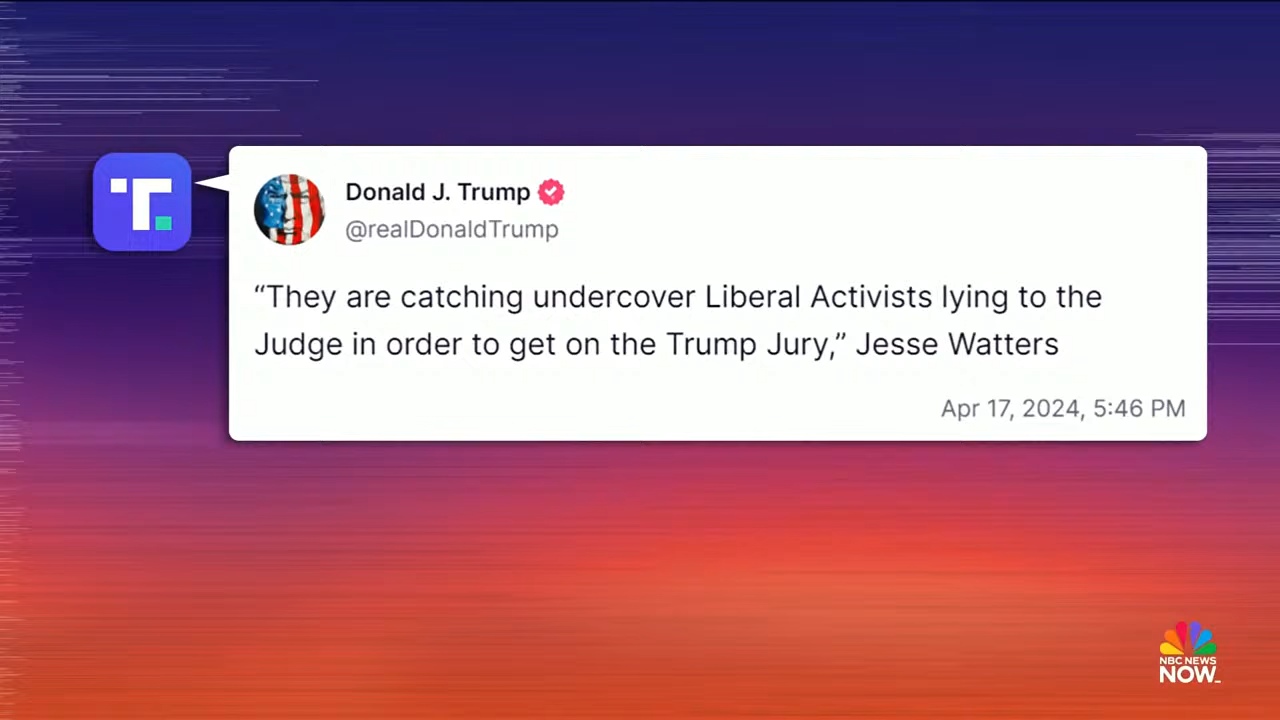 T.
Donald J. Trump
@realDonaldTrump
“They are catching undercover Liberal Activists lying to the
Judge in order to get on the Trump Jury,” Jesse Watters
Apr 17, 2024, 5:46 PM
NBC NEWS
NOW